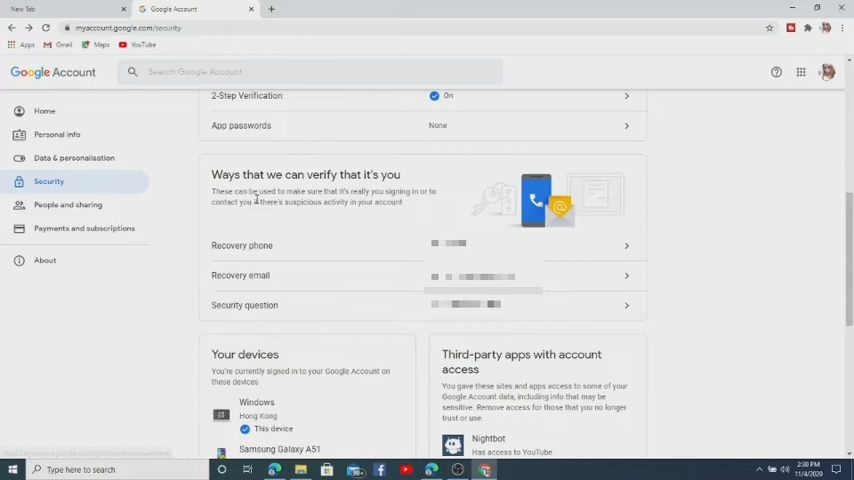 New Tab
Google Account
myaccount.google.com/security
Apps Gmail Maps YouTube
Google Account
Search Google Account
Home
Personal info
Data & personalisation
Security
People and sharing
Payments and subscriptions
About
2-Step Verification On
App passwords None
Ways that we can verify that it's you
These can be used to make sure that it's really you signing in or to
contact you if there's suspicious activity in your account
Recovery phone
Recovery email
Security question
Your devices
You're currently signed in to your Google Account on
these devices
Windows
Hong Kong
This device
Samsung Galaxy A51
Third-party apps with account
access
You gave these sites and apps access to some of your
Google Account data, including info that may be
sensitive. Remove access for those that you no longer
trust or use.
Nightbot
Has access to YouTube
Type here to search
99+
2:30 PM
11/4/2020